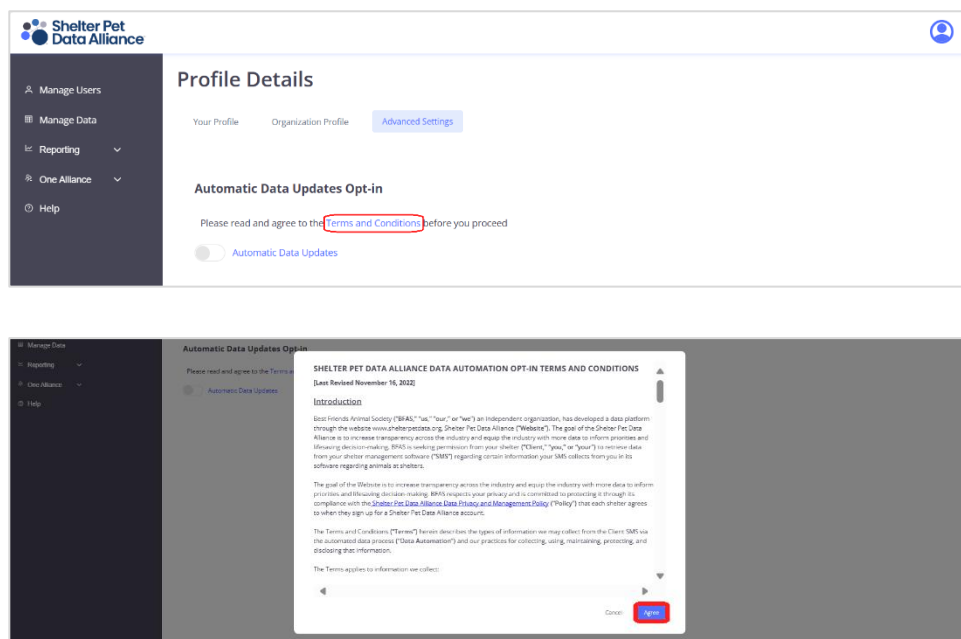 Shelter Pet
Data Alliance
Profile Details
Manage Users
Manage Data
Reporting
One Alliance
Help
Your Profile Organization Profile Advanced Settings
Automatic Data Updates Opt-in
Please read and agree to the Terms and Conditions before you proceed
Automatic Data Updates
Manage Data
Reporting
One Alliance
Help
Automatic Data Updates Opt-in
Please read and agree to the Terms a
Automatic Data Updates
SHELTER PET DATA ALLIANCE DATA AUTOMATION OPT-IN TERMS AND CONDITIONS
[Last Revised November 16, 2022]
Introduction
Best Friends Animal Society ("BFAS," "us," "our," or "we") an independent organization, has developed a data platform
through the website www.shelterpetdata.org, Shelter Pet Data Alliance ("Website"). The goal of the Shelter Pet Data
Alliance is to increase transparency across the industry and equip the industry with more data to inform priorities and
lifesaving decision-making. BFAS is seeking permission from your shelter ("Client," "you," or "your") to retrieve data
from your shelter management software ("SMS") regarding certain information your SMS collects from you in its
software regarding animals at shelters.
The goal of the Website is to increase transparency across the industry and equip the industry with more data to inform
priorities and lifesaving decision-making. BFAS respects your privacy and is committed to protecting it through its
compliance with the Shelter Pet Data Alliance Data Privacy and Management Policy ("Policy") that each shelter agrees
to when they sign up for a Shelter Pet Data Alliance account.
The Terms and Conditions ("Terms") herein describes the types of information we may collect from the Client SMS via
the automated data process ("Data Automation") and our practices for collecting, using, maintaining, protecting, and
disclosing that information.
The Terms applies to information we collect:
Cancel Agree